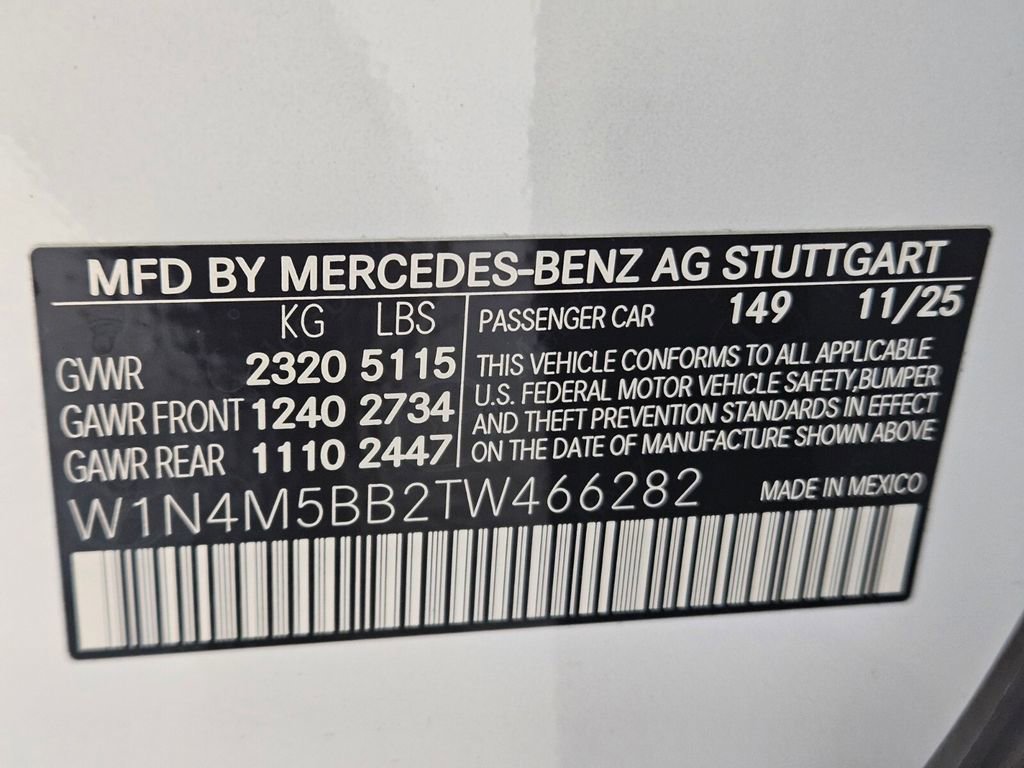 MFD BY MERCEDES-BENZ AG STUTTGART
KG LBS
GVWR 2320 5115
GAWR FRONT 1240 2734
GAWR REAR 1110 2447
PASSENGER CAR 149 11/25
THIS VEHICLE CONFORMS TO ALL APPLICABLE
U.S. FEDERAL MOTOR VEHICLE SAFETY,BUMPER
AND THEFT PREVENTION STANDARDS IN EFFECT
ON THE DATE OF MANUFACTURE SHOWN ABOVE
W1N4M5BB2TW466282 MADE IN MEXICO